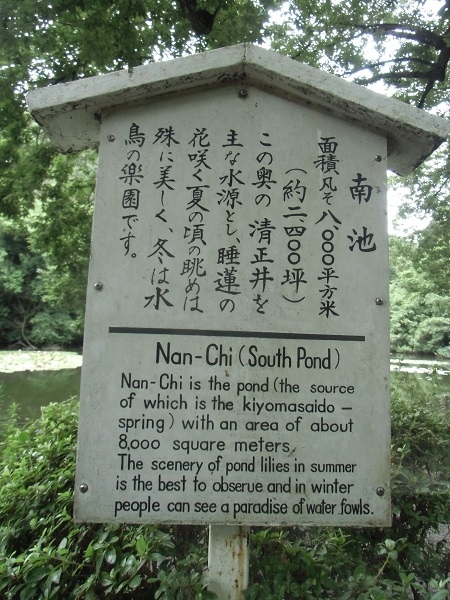 南池
面積凡そ八、〇〇〇平方米
(約二四〇〇坪)
この奥の清正井を
主な水源とし、睡蓮の
花咲く夏の頃の眺めは
殊に美しく、冬は水
鳥の楽園です。
Nan-Chi (South Pond)
Nan-Chi is the pond (the source
of which is the kiyomasaido –
spring) with an area of about
8,000 square meters,
The scenery of pond lilies in summer
is the best to obserue and in winter
people can see a paradise of water fowls.